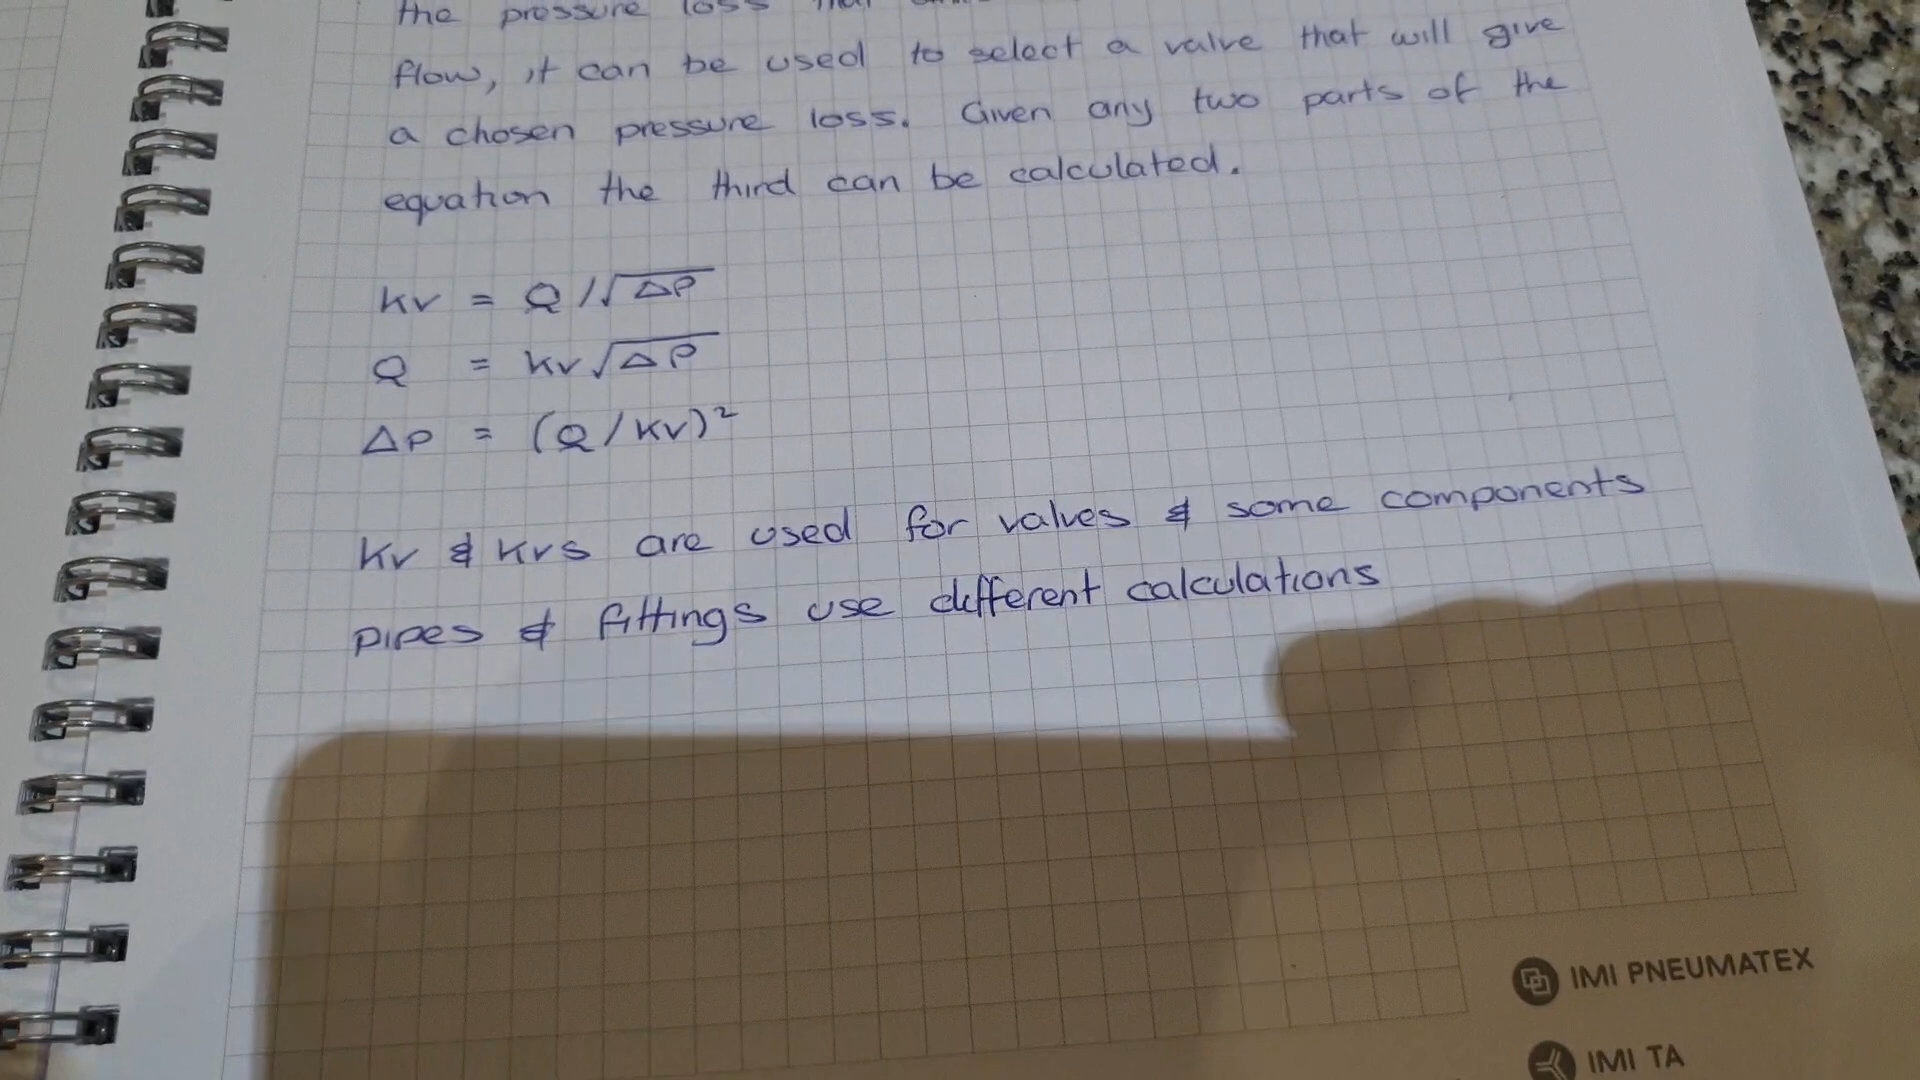 the pressure loss that
flow, it can be used to select a valve that will give
a chosen pressure loss. Given any two parts of the
equation the third can be calculated.
Kv = Q/√ΔP
Q = Kv√ΔP
ΔP = (Q/Kv)²
Kv & Kvs are used for valves & some components
pipes & fittings use different calculations
IMI PNEUMATEX
IMI TA